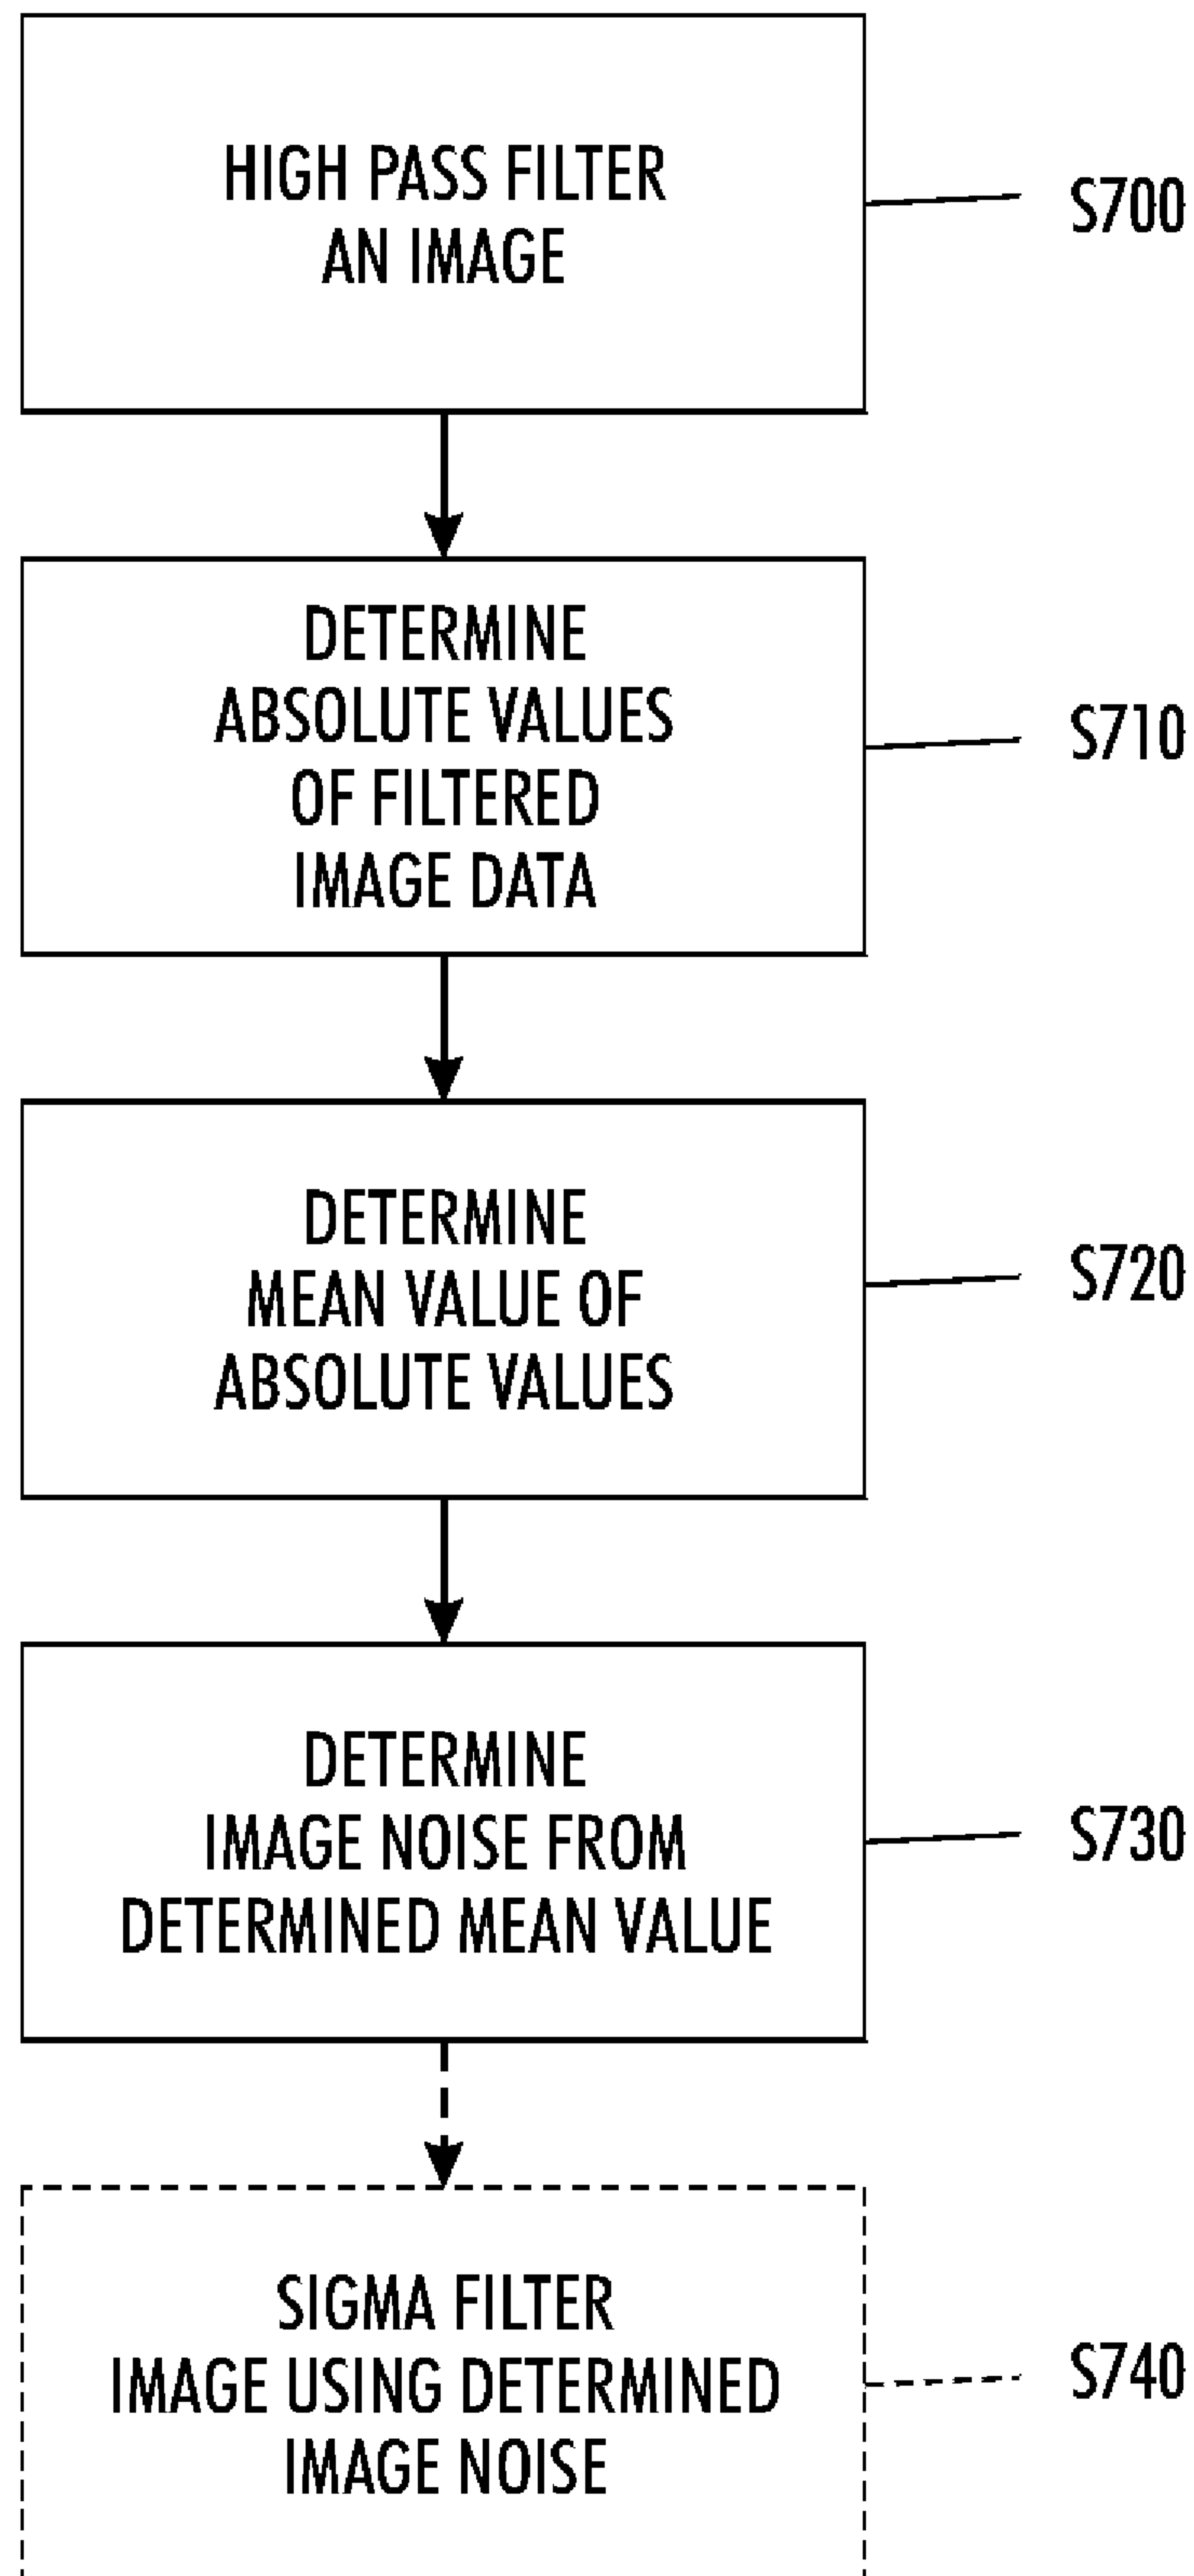 HIGH PASS FILTER
AN IMAGE
S700
DETERMINE
ABSOLUTE VALUES
OF FILTERED
IMAGE DATA
S710
DETERMINE
MEAN VALUE OF
ABSOLUTE VALUES
S720
DETERMINE
IMAGE NOISE FROM
DETERMINED MEAN VALUE
S730
SIGMA FILTER
IMAGE USING DETERMINED
IMAGE NOISE
S740